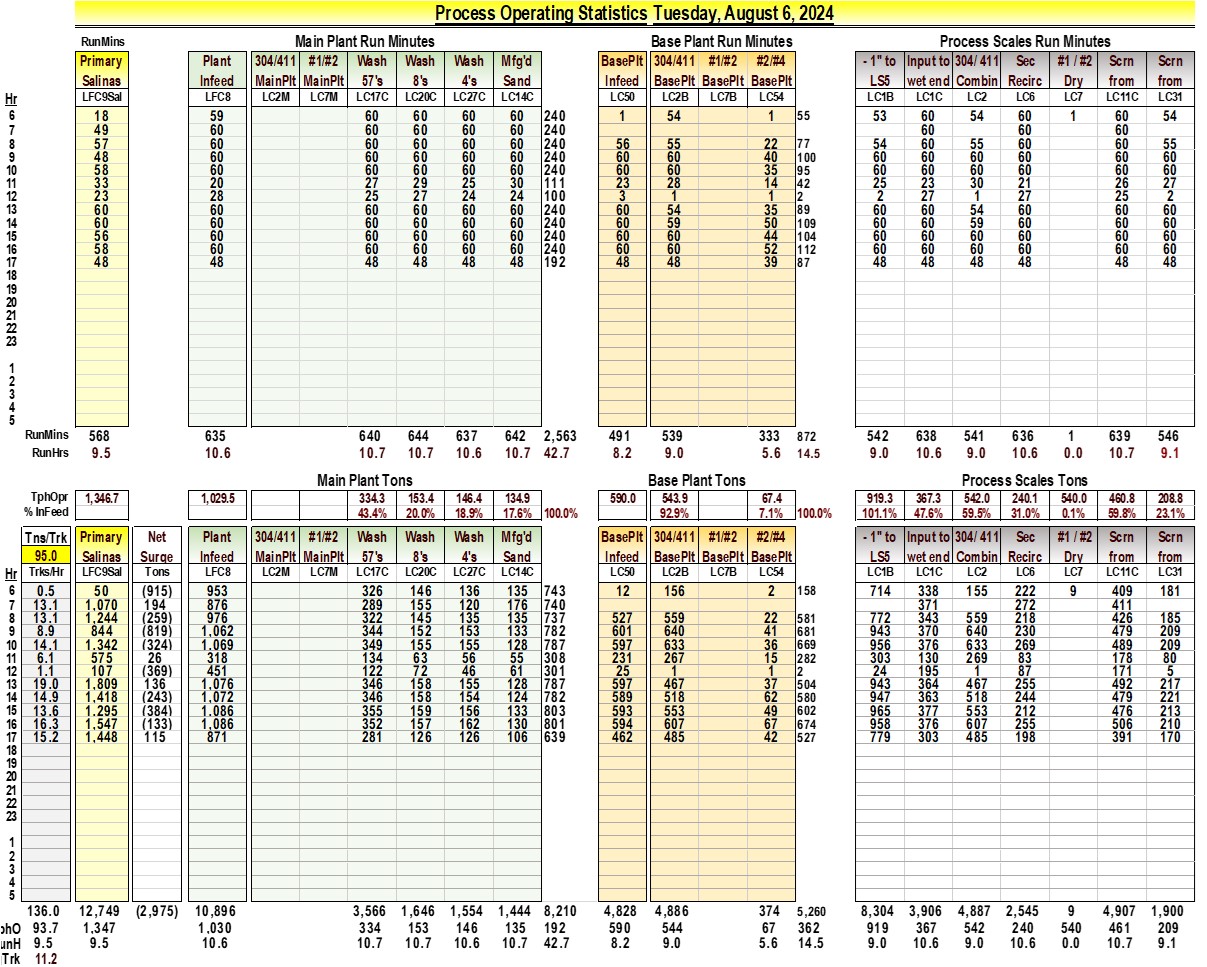 Process Operating Statistics Tuesday, August 6, 2024
RunMins Main Plant Run Minutes Base Plant Run Minutes Process Scales Run Minutes
Primary Plant 304/411 #1/#2 Wash Wash Wash Mfg'd BasePlt 304/411 #1/#2 #2/#4 - 1" to Input to 304/ 411 Sec #1 / #2 Scrn Scrn
Salinas Infeed MainPlt MainPlt 57's 8's 4's Sand Infeed BasePlt BasePlt BasePlt LS5 wet end Combin Recirc Dry from from
Hr LFC9Sal LFC8 LC2M LC7M LC17C LC20C LC27C LC14C LC50 LC2B LC7B LC54 LC1B LC1C LC2 LC6 LC7 LC11C LC31
6 18 59 60 60 60 60 240 1 54 1 55 53 60 54 60 1 60 54
7 49 60 60 60 60 60 240 60 60 60
8 57 60 60 60 60 60 240 56 55 22 77 54 60 55 60 60 55
9 48 60 60 60 60 60 240 60 60 40 100 60 60 60 60 60 60
10 58 60 60 60 60 60 240 60 60 35 95 60 60 60 60 60 60
11 33 20 27 29 25 30 111 23 28 14 42 25 23 30 21 26 27
12 23 28 25 27 24 24 100 3 1 1 2 2 27 1 27 25 2
13 60 60 60 60 60 60 240 60 54 35 89 60 60 54 60 60 60
14 60 60 60 60 60 60 240 60 59 50 109 60 60 59 60 60 60
15 56 60 60 60 60 60 240 60 60 44 104 60 60 60 60 60 60
16 58 60 60 60 60 60 240 60 60 52 112 60 60 60 60 60 60
17 48 48 48 48 48 48 192 48 48 39 87 48 48 48 48 48 48
18
19
20
21
22
23
1
2
3
4
5
RunMins 568 635 640 644 637 642 2,563 491 539 333 872 542 638 541 636 1 639 546
RunHrs 9.5 10.6 10.7 10.7 10.6 10.7 42.7 8.2 9.0 5.6 14.5 9.0 10.6 9.0 10.6 0.0 10.7 9.1
Main Plant Tons Base Plant Tons Process Scales Tons
TphOpr 1,346.7 1,029.5 334.3 153.4 146.4 134.9 590.0 543.9 67.4 919.3 367.3 542.0 240.1 540.0 460.8 208.8
% InFeed 43.4% 20.0% 18.9% 17.6% 100.0% 92.9% 7.1% 100.0% 101.1% 47.6% 59.5% 31.0% 0.1% 59.8% 23.1%
Tns/Trk Primary Net Plant 304/411 #1/#2 Wash Wash Wash Mfg'd BasePlt 304/411 #1/#2 #2/#4 - 1" to Input to 304/ 411 Sec #1 / #2 Scrn Scrn
95.0 Salinas Surge Infeed MainPlt MainPlt 57's 8's 4's Sand Infeed BasePlt BasePlt BasePlt LS5 wet end Combin Recirc Dry from from
Hr Trks/Hr LFC9Sal Tons LFC8 LC2M LC7M LC17C LC20C LC27C LC14C LC50 LC2B LC7B LC54 LC1B LC1C LC2 LC6 LC7 LC11C LC31
6 0.5 50 (915) 953 326 146 136 135 743 12 156 2 158 714 338 155 222 9 409 181
7 13.1 1,070 194 876 289 155 120 176 740 371 272 411
8 13.1 1,244 (259) 976 322 145 135 135 737 527 559 22 581 772 343 559 218 426 185
9 8.9 844 (819) 1,062 344 152 153 133 782 601 640 41 681 943 370 640 230 479 209
10 14.1 1,342 (324) 1,069 349 155 155 128 787 597 633 36 669 956 376 633 269 489 209
11 6.1 575 26 318 134 63 56 55 308 231 267 15 282 303 130 269 83 178 80
12 1.1 107 (369) 451 122 72 46 61 301 25 1 1 2 24 195 1 87 171 5
13 19.0 1,809 136 1,076 346 158 155 128 787 597 467 37 504 943 364 467 255 492 217
14 14.9 1,418 (243) 1,072 346 158 154 124 782 589 518 62 580 947 363 518 244 479 221
15 13.6 1,295 (384) 1,086 355 159 156 133 803 593 553 49 602 965 377 553 212 476 213
16 16.3 1,547 (133) 1,086 352 157 162 130 801 594 607 67 674 958 376 607 255 506 210
17 15.2 1,448 115 871 281 126 126 106 639 462 485 42 527 779 303 485 198 391 170
18
19
20
21
22
23
1
2
3
4
5
136.0 12,749 (2,975) 10,896 3,566 1,646 1,554 1,444 8,210 4,828 4,886 374 5,260 8,304 3,906 4,887 2,545 9 4,907 1,900
phO 93.7 1,347 1,030 334 153 146 135 192 590 544 67 362 919 367 542 240 540 461 209
unH 9.5 9.5 10.6 10.7 10.7 10.6 10.7 42.7 8.2 9.0 5.6 14.5 9.0 10.6 9.0 10.6 0.0 10.7 9.1
Trk 11.2